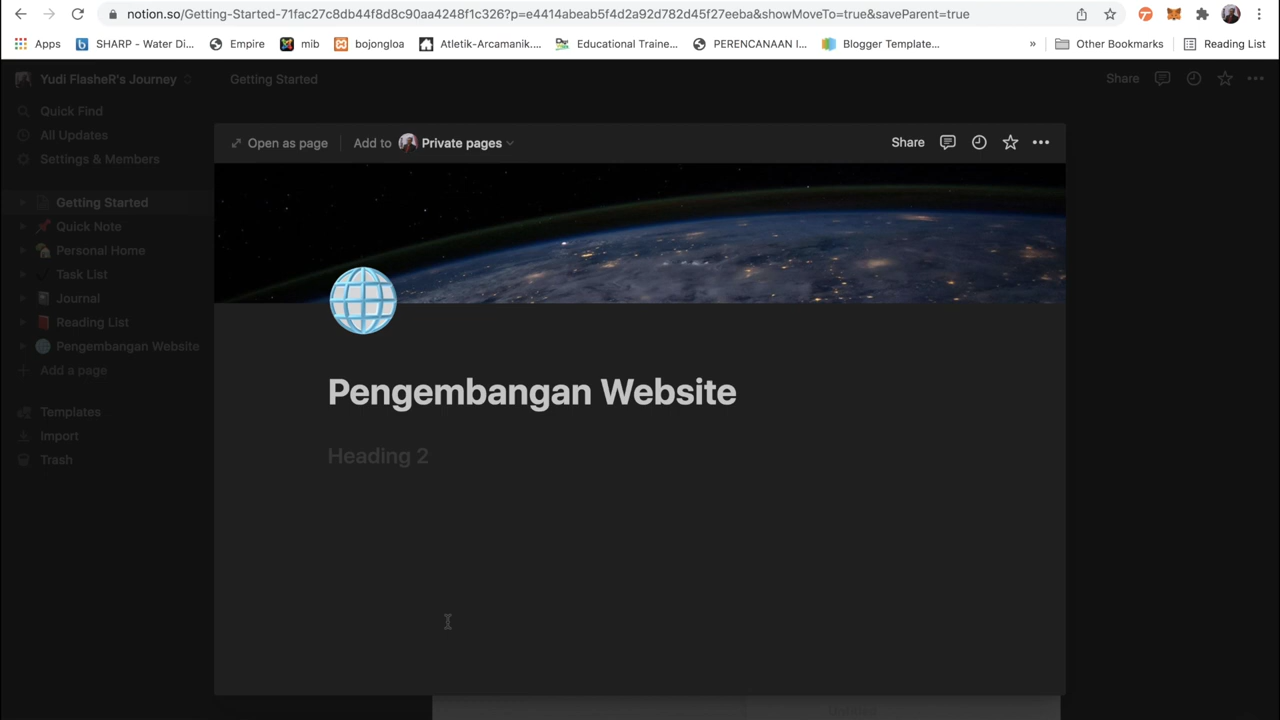 notion.so/Getting-Started-71fac27c8db44f8d8c90aa4248f1c326?p=e4414abeab5f4d2a92d782d45f27eeba&showMoveTo=true&saveParent=true
Apps SHARP - Water Di... Empire mib bojongloa Atletik-Arcamanik.... Educational Traine... PERENCANAAN I... Blogger Template... » Other Bookmarks Reading List
Yudi FlasheR's Journey Getting Started Share
Quick Find
All Updates
Settings & Members
Getting Started
Quick Note
Personal Home
Task List
Journal
Reading List
Pengembangan Website
Add a page
Templates
Import
Trash
Open as page Add to Private pages Share
Pengembangan Website
Heading 2